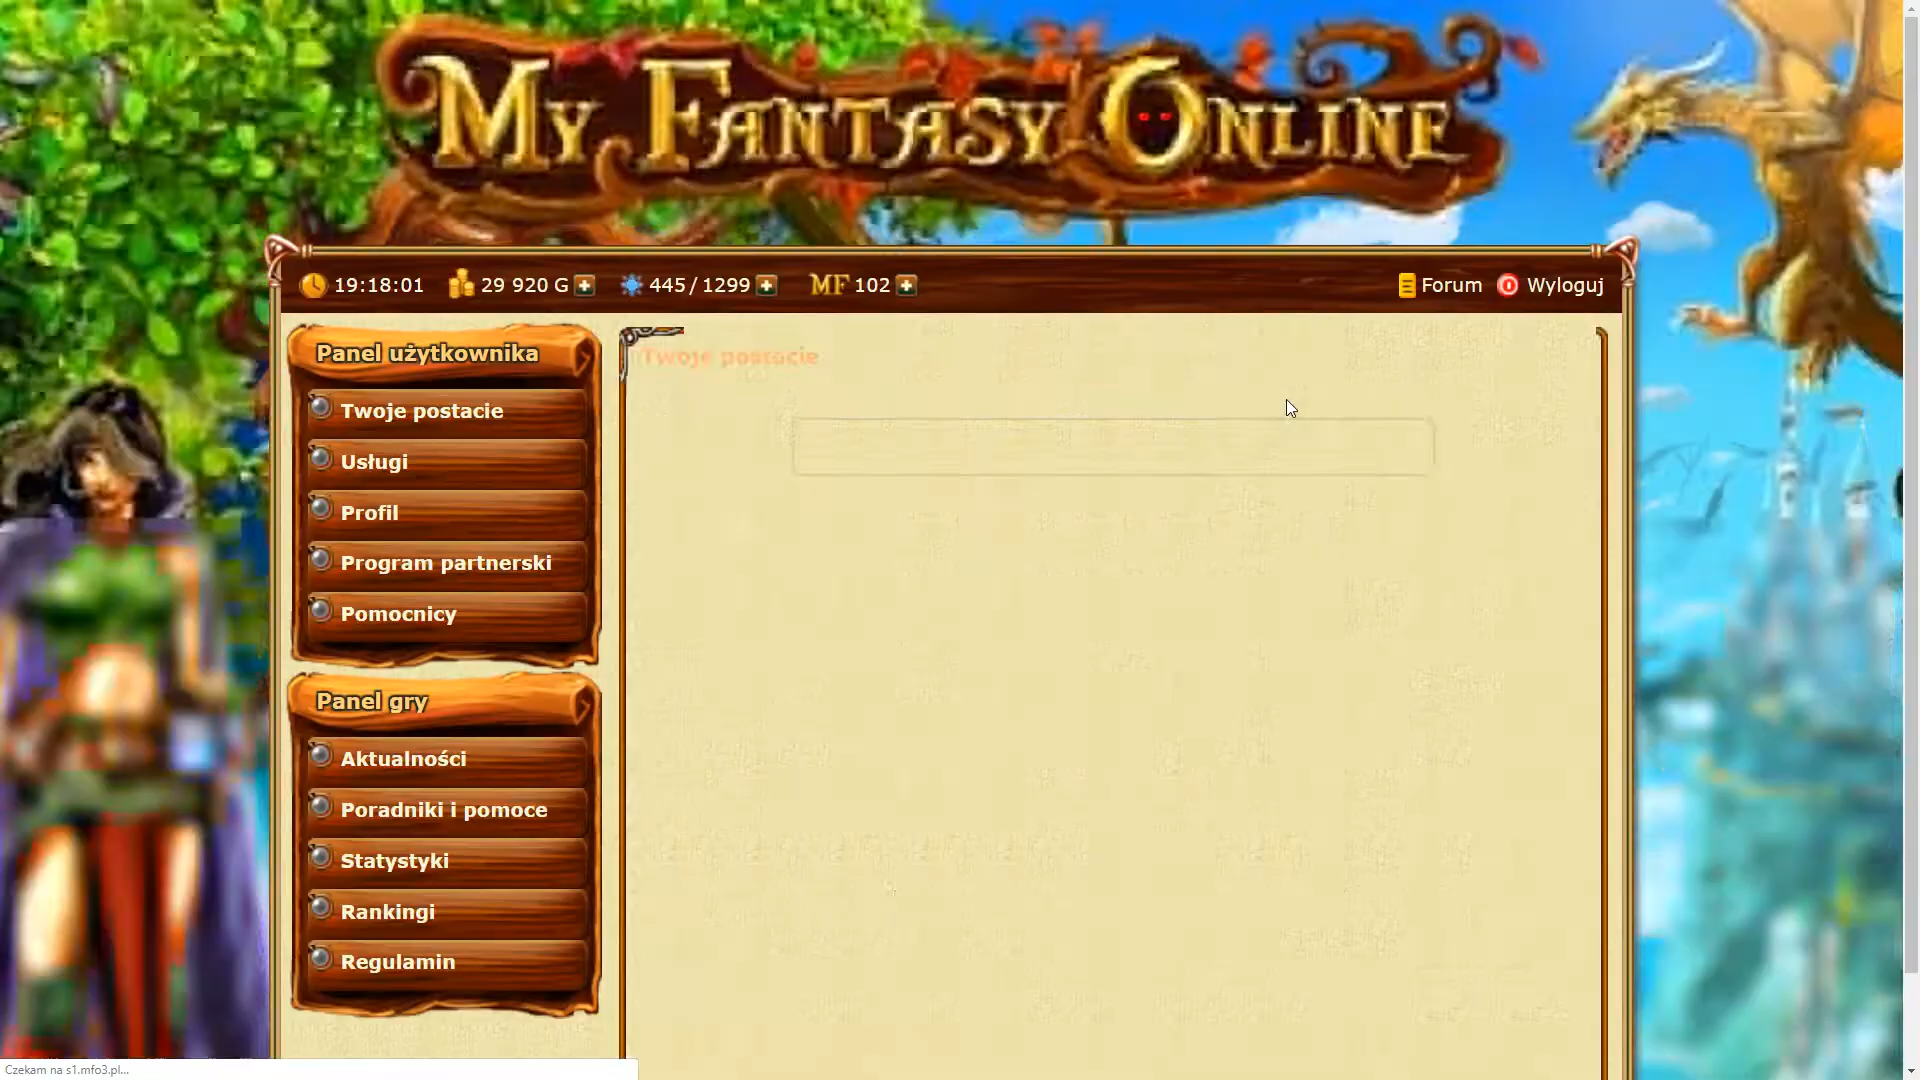 My Fantasy Online
19:18:01 29 920 G 445 / 1299 MF 102 Forum Wyloguj
Panel użytkownika
Twoje postacie
Usługi
Profil
Program partnerski
Pomocnicy
Panel gry
Aktualności
Poradniki i pomoce
Statystyki
Rankingi
Regulamin
Twoje postacie
Czekam na s1.mfo3.pl...